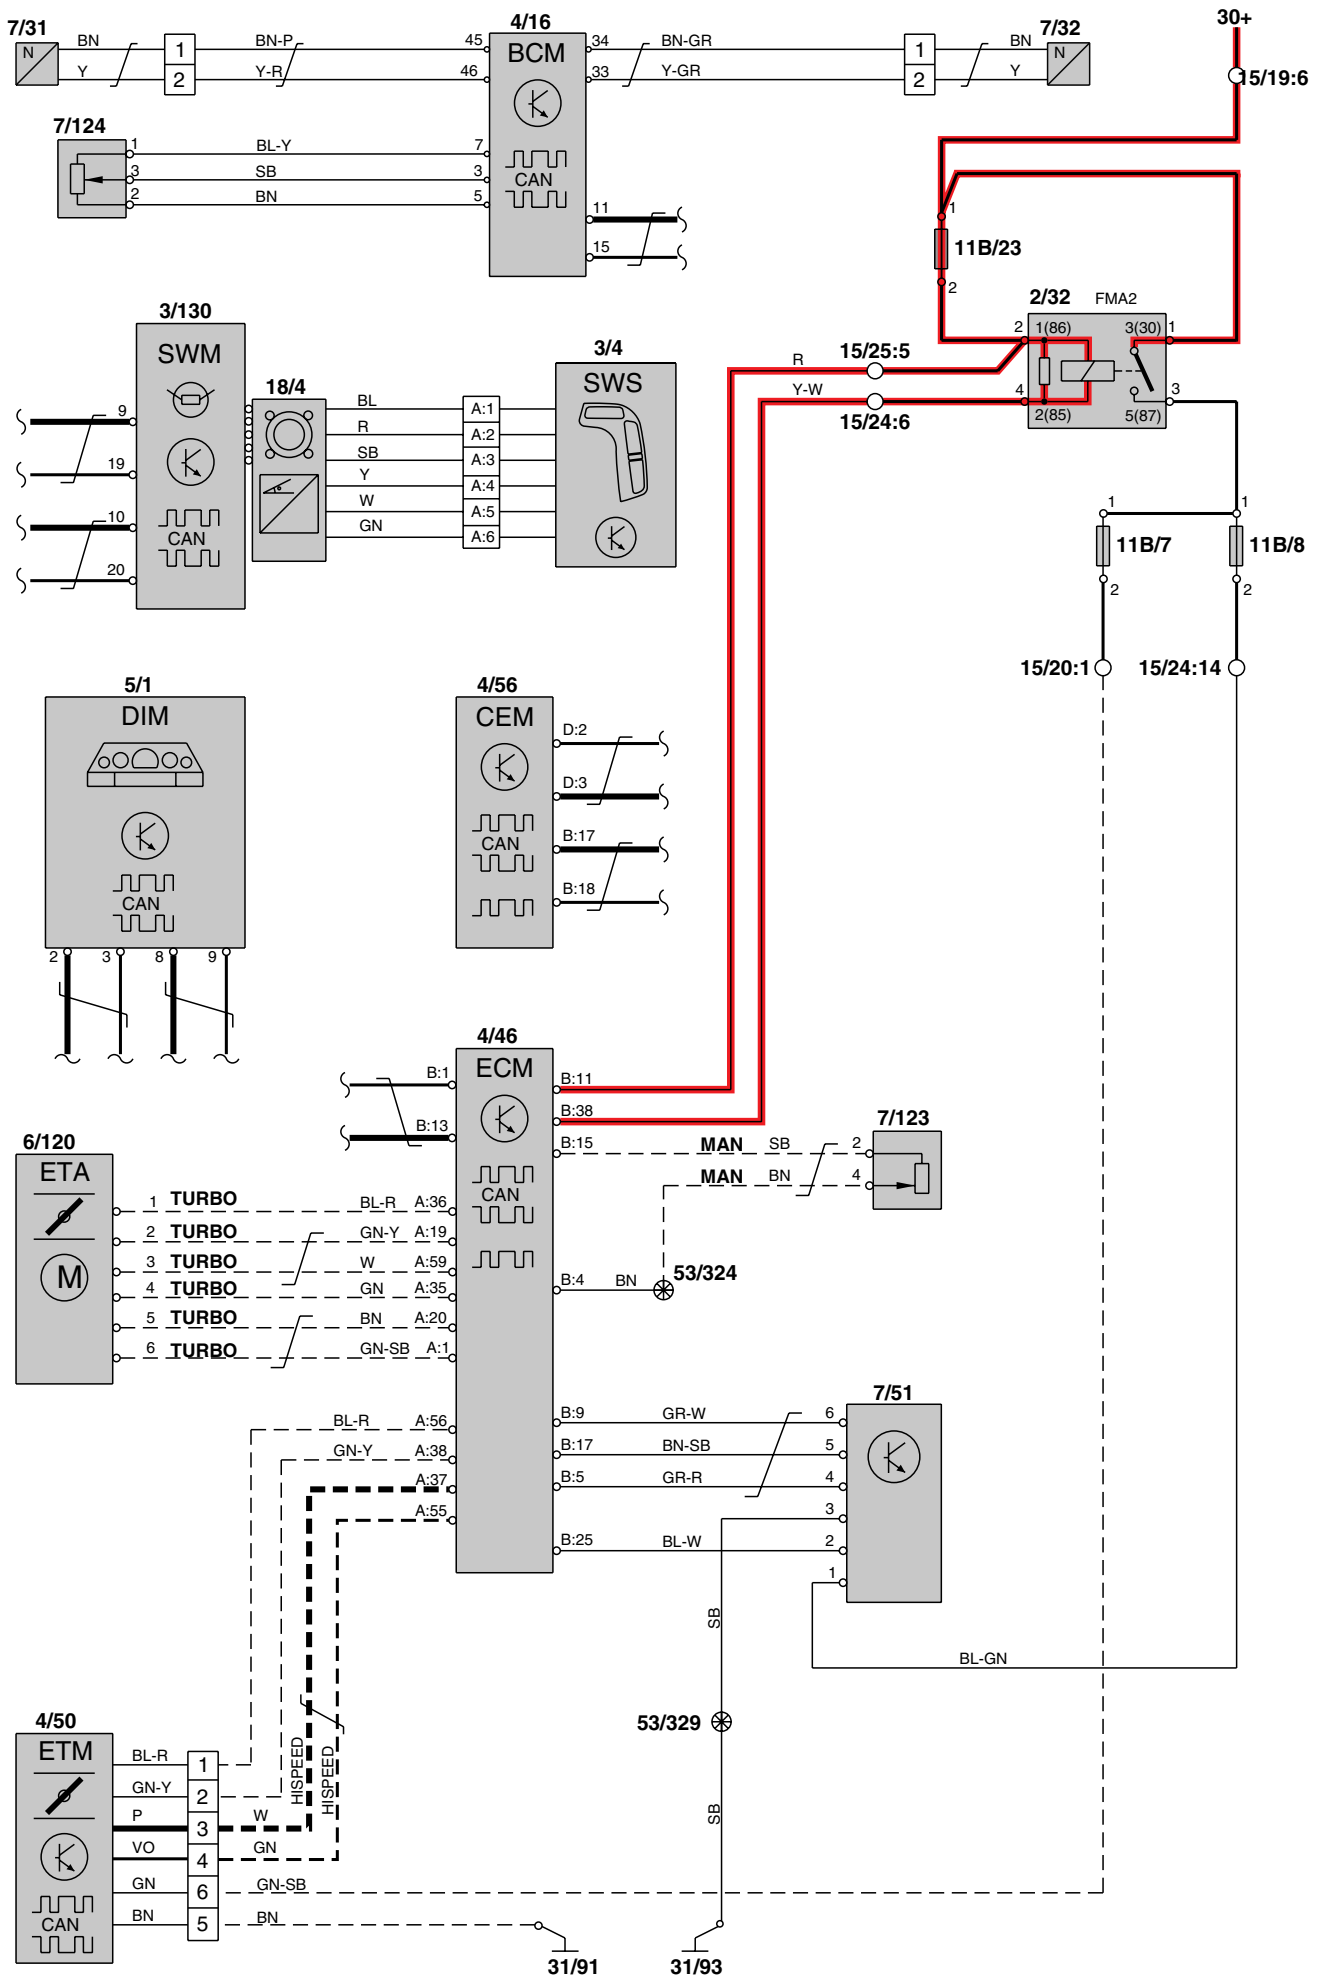 7/31
4/16
7/32
30+
N
BN
1
BN-P
45
BCM
34
BN-GR
1
BN
N
Y
2
Y-R
46
33
Y-GR
2
Y
15/19:6
7/124
1
BL-Y
7
3
SB
3
CAN
2
BN
5
11
15
1
11B/23
2
3/130
2/32
FMA2
SWM
3/4
2
1(86)
3(30)
1
18/4
SWS
R
15/25:5
9
BL
A:1
Y-W
4
3
R
A:2
15/24:6
2(85)
5(87)
19
SB
A:3
Y
A:4
10
W
A:5
1
1
CAN
GN
A:6
11B/7
11B/8
20
2
2
15/20:1
15/24:14
5/1
4/56
DIM
CEM
D:2
D:3
B:17
CAN
B:18
CAN
2
3
8
9
4/46
ECM
B:1
B:11
B:38
B:13
7/123
6/120
B:15
MAN
SB
2
ETA
MAN
BN
4
CAN
1
TURBO
BL-R
A:36
2
TURBO
GN-Y
A:19
3
TURBO
W
A:59
M
4
TURBO
GN
A:35
B:4
BN
53/324
5
TURBO
BN
A:20
6
TURBO
GN-SB
A:1
7/51
BL-R
A:56
B:9
GR-W
6
GN-Y
A:38
B:17
BN-SB
5
A:37
B:5
GR-R
4
A:55
3
B:25
BL-W
2
1
SB
BL-GN
4/50
53/329
ETM
BL-R
1
HISPEED
HISPEED
GN-Y
2
P
3
W
SB
VO
4
GN
GN
6
GN-SB
CAN
BN
5
BN
31/91
31/93